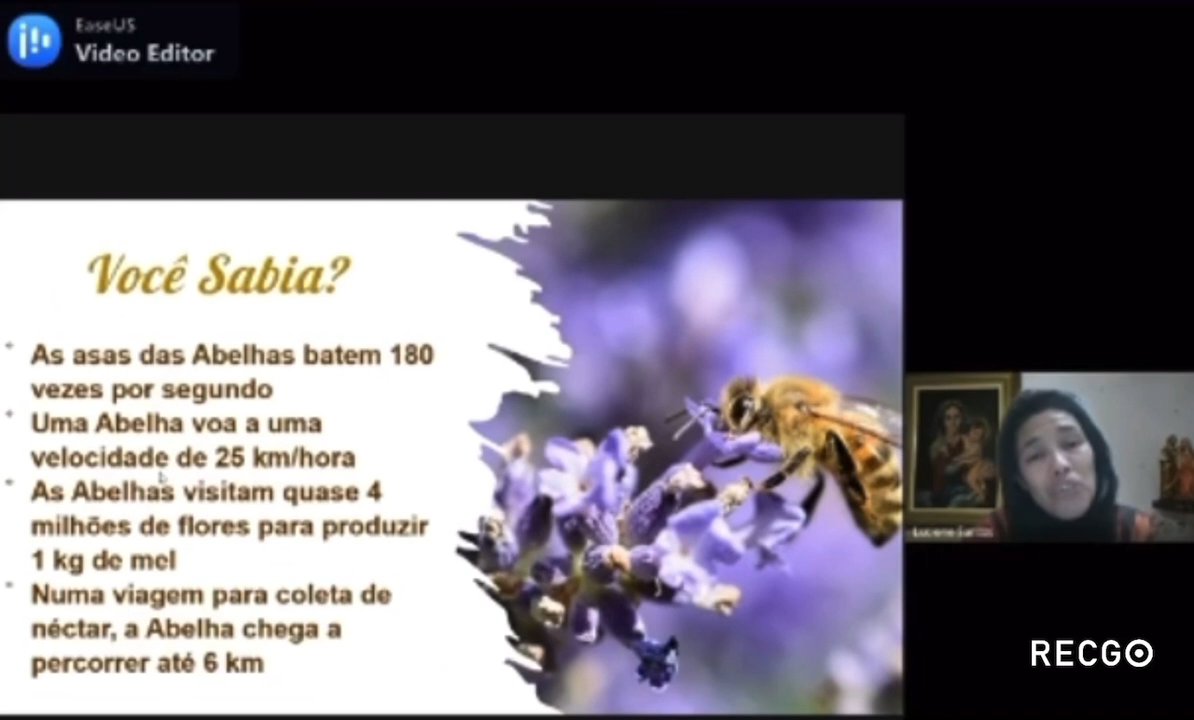 EaseUS
Video Editor
Você Sabia?
As asas das Abelhas batem 180
vezes por segundo
Uma Abelha voa a uma
velocidade de 25 km/hora
As Abelhas visitam quase 4
milhões de flores para produzir
1 kg de mel
Numa viagem para coleta de
néctar, a Abelha chega a
percorrer até 6 km
RECGO